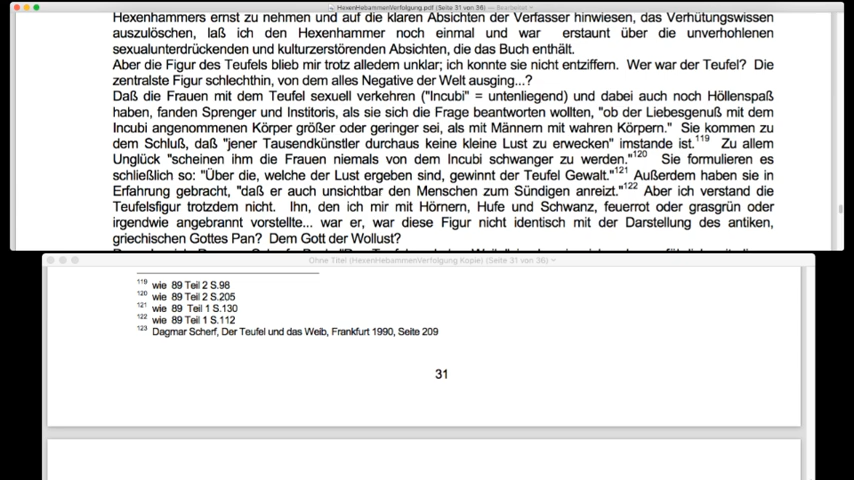 HexenHebammenVerfolgung.pdf (Seite 31 von 36) — Bearbeitet
Hexenhammers ernst zu nehmen und auf die klaren Absichten der Verfasser hinwiesen, das Verhütungswissen
auszulöschen, laß ich den Hexenhammer noch einmal und war erstaunt über die unverhohlenen
sexualunterdrückenden und kulturzerstörenden Absichten, die das Buch enthält.
Aber die Figur des Teufels blieb mir trotz alledem unklar; ich konnte sie nicht entziffern. Wer war der Teufel? Die
zentralste Figur schlechthin, von dem alles Negative der Welt ausging...?
Daß die Frauen mit dem Teufel sexuell verkehren ("Incubi" = untenliegend) und dabei auch noch Höllenspaß
haben, fanden Sprenger und Institoris, als sie sich die Frage beantworten wollten, "ob der Liebesgenuß mit dem
Incubi angenommenen Körper größer oder geringer sei, als mit Männern mit wahren Körpern." Sie kommen zu
dem Schluß, daß "jener Tausendkünstler durchaus keine kleine Lust zu erwecken" imstande ist.119 Zu allem
Unglück "scheinen ihm die Frauen niemals von dem Incubi schwanger zu werden."120 Sie formulieren es
schließlich so: "Über die, welche der Lust ergeben sind, gewinnt der Teufel Gewalt."121 Außerdem haben sie in
Erfahrung gebracht, "daß er auch unsichtbar den Menschen zum Sündigen anreizt."122 Aber ich verstand die
Teufelsfigur trotzdem nicht. Ihn, den ich mir mit Hörnern, Hufe und Schwanz, feuerrot oder grasgrün oder
irgendwie angebrannt vorstellte... war er, war diese Figur nicht identisch mit der Darstellung des antiken,
griechischen Gottes Pan? Dem Gott der Wollust?
Ohne Titel (HexenHebammenVerfolgung Kopie) (Seite 31 von 36)
119 wie 89 Teil 2 S.98
120 wie 89 Teil 2 S.205
121 wie 89 Teil 1 S.130
122 wie 89 Teil 1 S.112
123 Dagmar Scherf, Der Teufel und das Weib, Frankfurt 1990, Seite 209
31